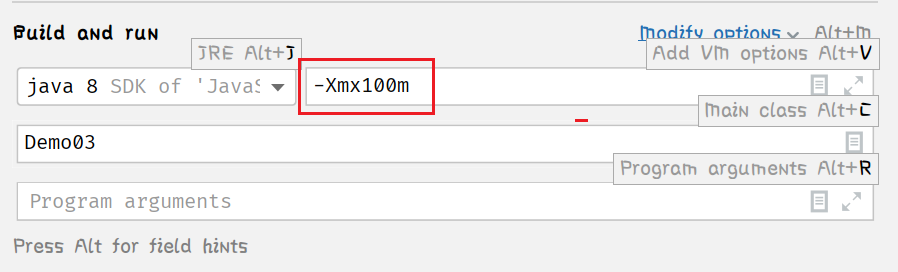 Build and run
Modify options Alt+M
JRE Alt+J
Add VM options Alt+V
java 8 SDK of 'JavaS
-Xmx100m
Main class Alt+C
Demo03
Program arguments Alt+R
Program arguments
Press Alt for field hints